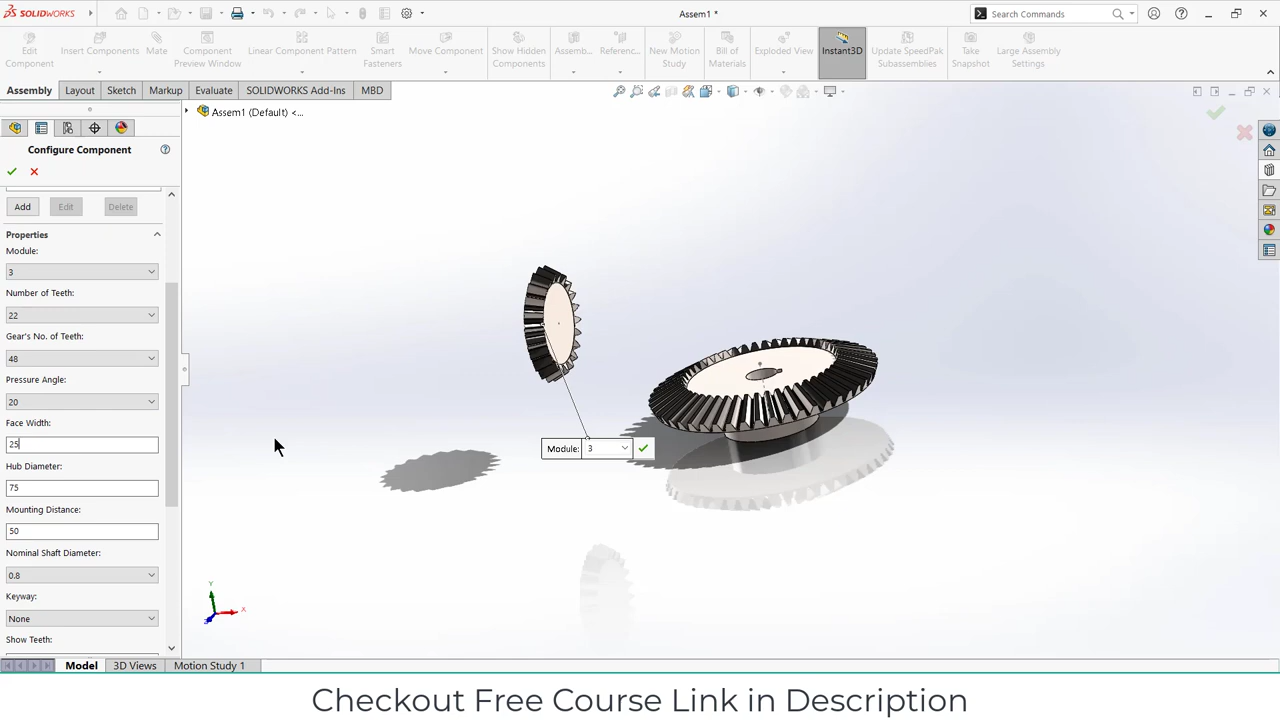 SOLIDWORKS
Assem1 *
Search Commands
Edit Component
Insert Components
Mate
Component Preview Window
Linear Component Pattern
Smart Fasteners
Move Component
Show Hidden Components
Assemb...
Referenc...
New Motion Study
Bill of Materials
Exploded View
Instant3D
Update SpeedPak Subassemblies
Take Snapshot
Large Assembly Settings
Assembly
Layout
Sketch
Markup
Evaluate
SOLIDWORKS Add-Ins
MBD
Assem1 (Default) <...
Configure Component
Add
Edit
Delete
Properties
Module:
3
Number of Teeth:
22
Gear's No. of Teeth:
48
Pressure Angle:
20
Face Width:
25
Hub Diameter:
75
Mounting Distance:
50
Nominal Shaft Diameter:
0.8
Keyway:
None
Show Teeth:
Module: 3
Y
X
Z
Model
3D Views
Motion Study 1
Checkout Free Course Link in Description